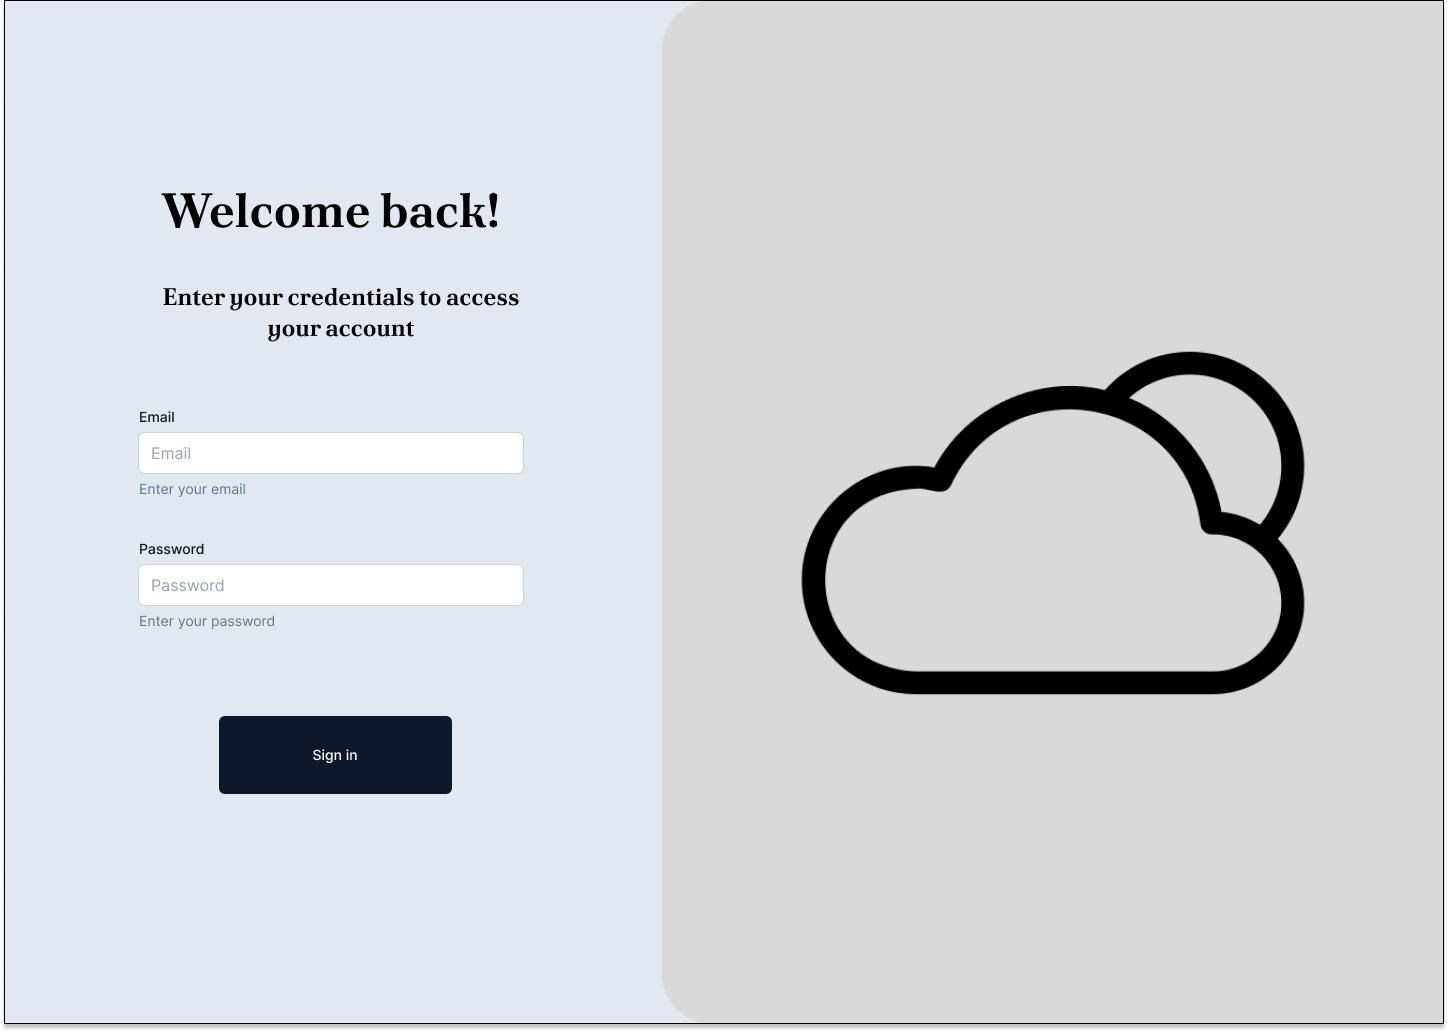 Welcome back!
Enter your credentials to access
your account
Email
Email
Enter your email
Password
Password
Enter your password
Sign in